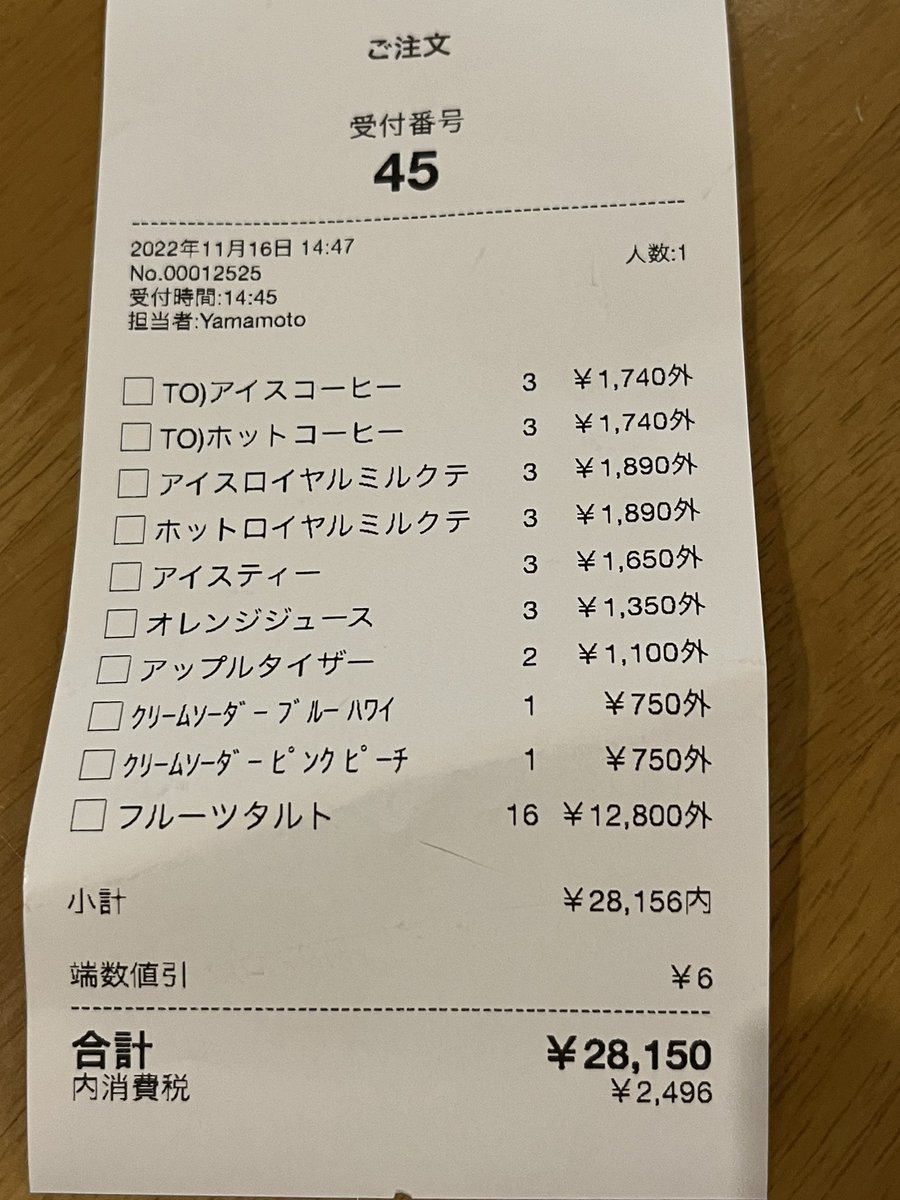 ご注文
受付番号
45
2022年11月16日 14:47
人数:1
No.00012525
受付時間:14:45
担当者:Yamamoto
TO)アイスコーヒー 3 ¥1,740外
TO)ホットコーヒー 3 ¥1,740外
アイスロイヤルミルクテ 3 ¥1,890外
ホットロイヤルミルクテ 3 ¥1,890外
アイスティー 3 ¥1,650外
オレンジジュース 3 ¥1,350外
アップルタイザー 2 ¥1,100外
ｸﾘｰﾑｿｰﾀﾞｰﾌﾞﾙｰﾊﾜｲ 1 ¥750外
ｸﾘｰﾑｿｰﾀﾞｰﾋﾟﾝｸﾋﾟｰﾁ 1 ¥750外
フルーツタルト 16 ¥12,800外
小計 ¥28,156内
端数値引 ¥6
合計 ¥28,150
内消費税 ¥2,496